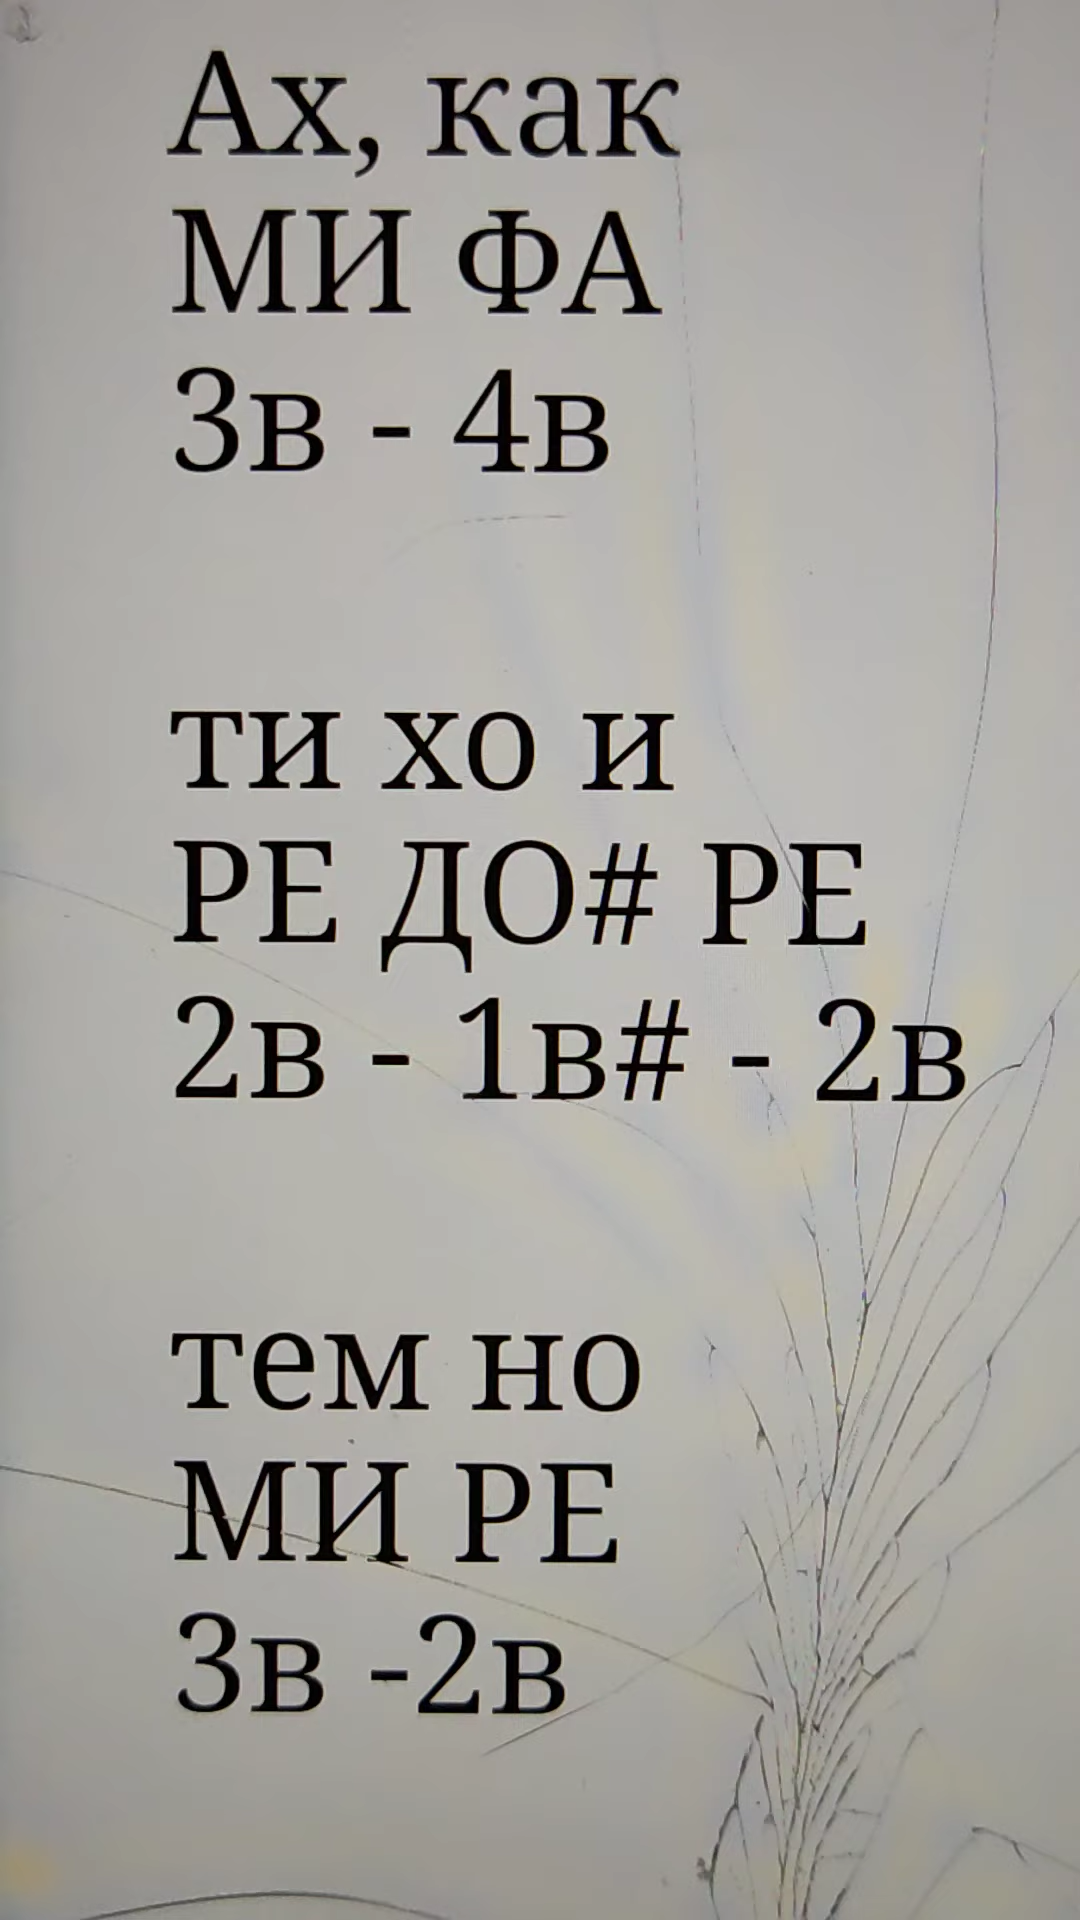 Ах, как
МИ ФА
3в - 4в
ти хо и
РЕ ДО# РЕ
2в - 1в# - 2в
тем но
МИ РЕ
3в -2в